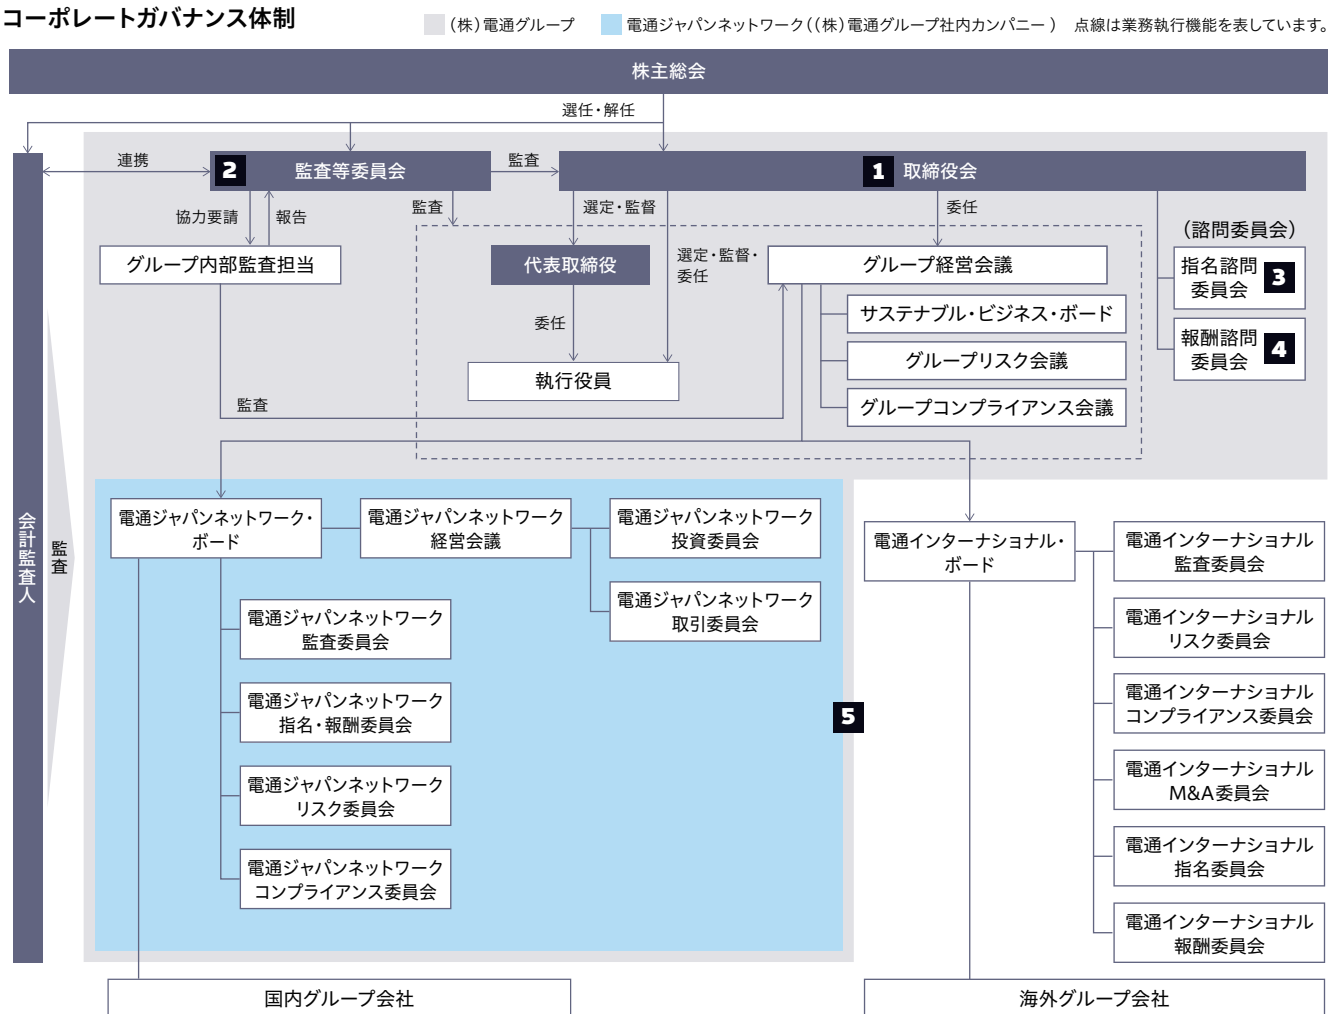 コーポレートガバナンス体制
(株)電通グループ
電通ジャパンネットワーク((株)電通グループ社内カンパニー)
点線は業務執行機能を表しています。
株主総会
選任・解任
連携
2 監査等委員会
監査
1 取締役会
協力要請
報告
監査
選定・監督
選定・監督・
委任
委任
(諮問委員会)
グループ内部監査担当
代表取締役
グループ経営会議
指名諮問
委員会
3
サステナブル・ビジネス・ボード
報酬諮問
委員会
4
委任
グループリスク会議
執行役員
グループコンプライアンス会議
監査
会計監査人
監査
電通ジャパンネットワーク・
ボード
電通ジャパンネットワーク
経営会議
電通ジャパンネットワーク
投資委員会
電通ジャパンネットワーク
取引委員会
電通ジャパンネットワーク
監査委員会
電通ジャパンネットワーク
指名・報酬委員会
電通ジャパンネットワーク
リスク委員会
電通ジャパンネットワーク
コンプライアンス委員会
5
電通インターナショナル・
ボード
電通インターナショナル
監査委員会
電通インターナショナル
リスク委員会
電通インターナショナル
コンプライアンス委員会
電通インターナショナル
M&A委員会
電通インターナショナル
指名委員会
電通インターナショナル
報酬委員会
国内グループ会社
海外グループ会社